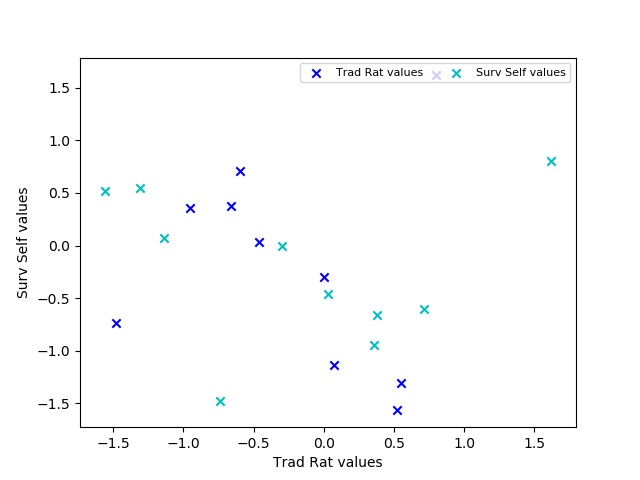 Trad Rat values Surv Self values
1.5
1.0
0.5
0.0
−0.5
−1.0
−1.5
Surv Self values
−1.5 −1.0 −0.5 0.0 0.5 1.0 1.5
Trad Rat values